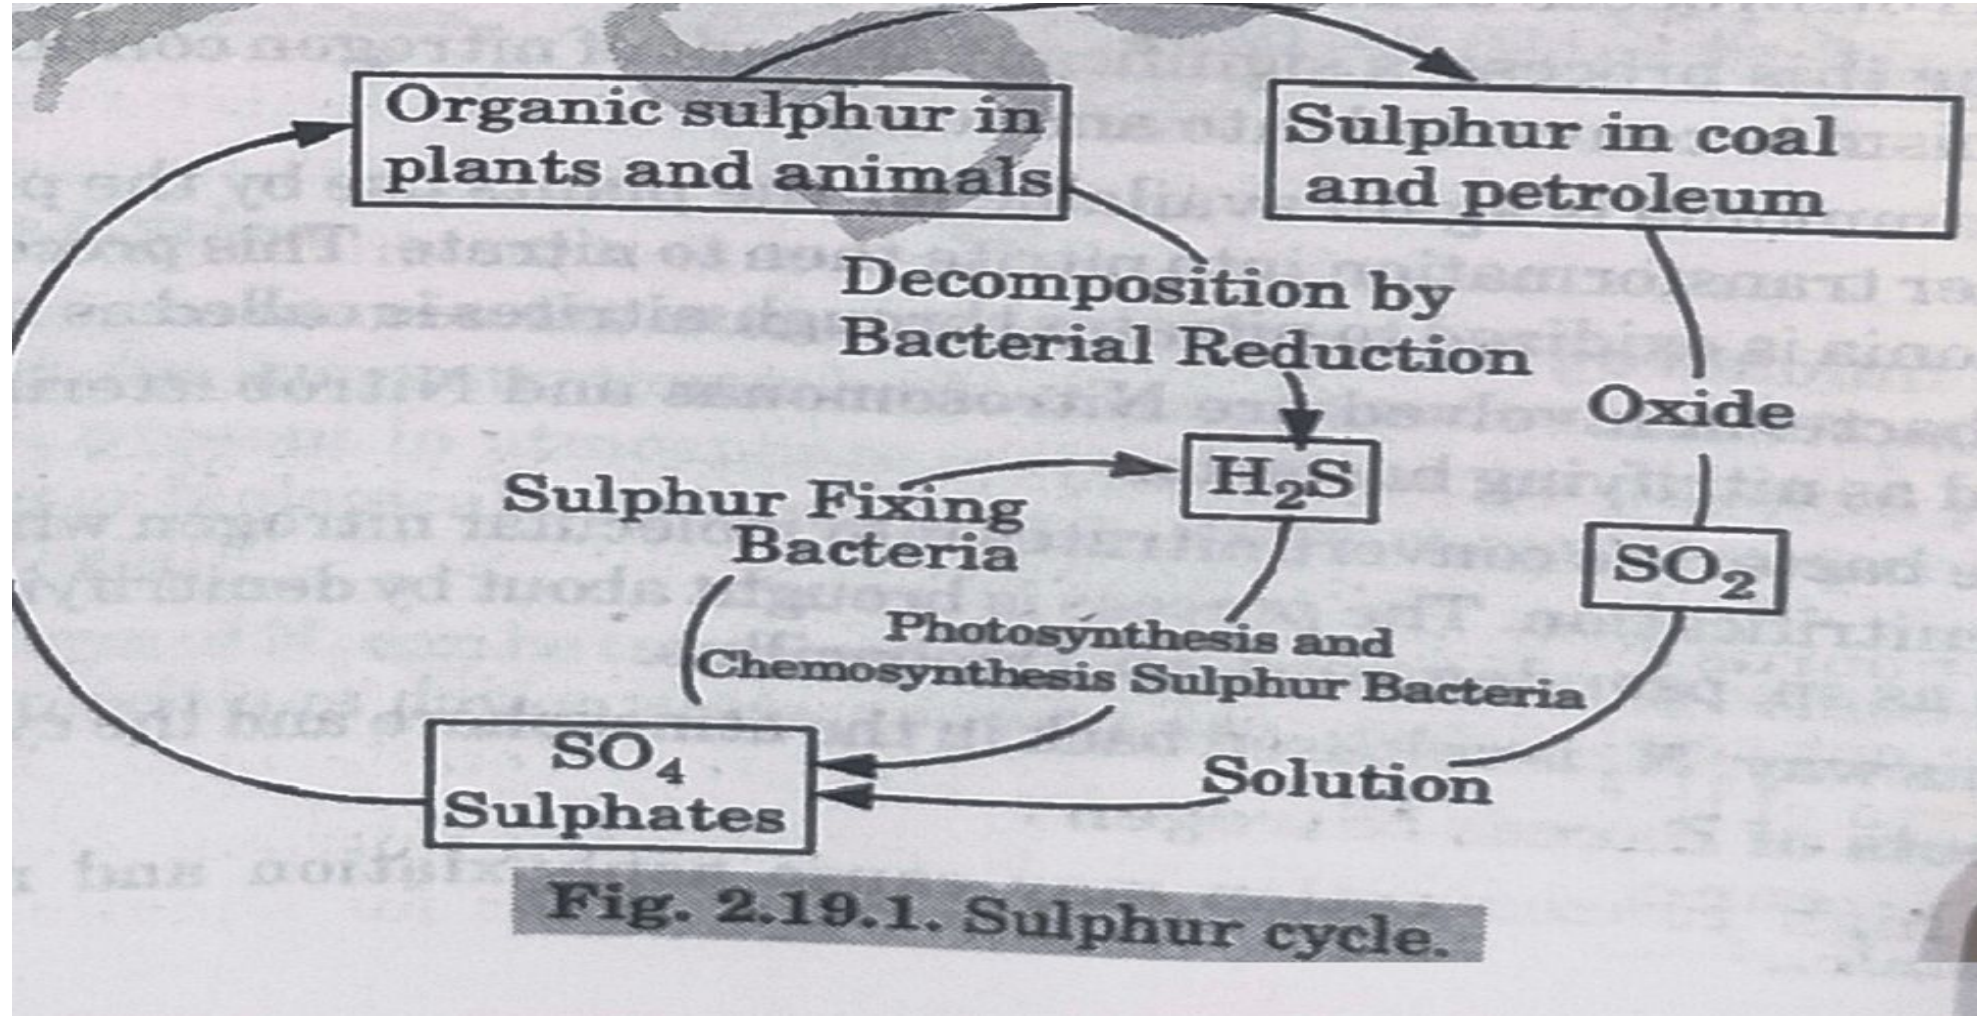 Organic sulphur in
plants and animals
Sulphur in coal
and petroleum
Decomposition by
Bacterial Reduction
Oxide
Sulphur Fixing
Bacteria
H₂S
SO₂
Photosynthesis and
Chemosynthesis Sulphur Bacteria
SO₄
Sulphates
Solution
Fig. 2.19.1. Sulphur cycle.